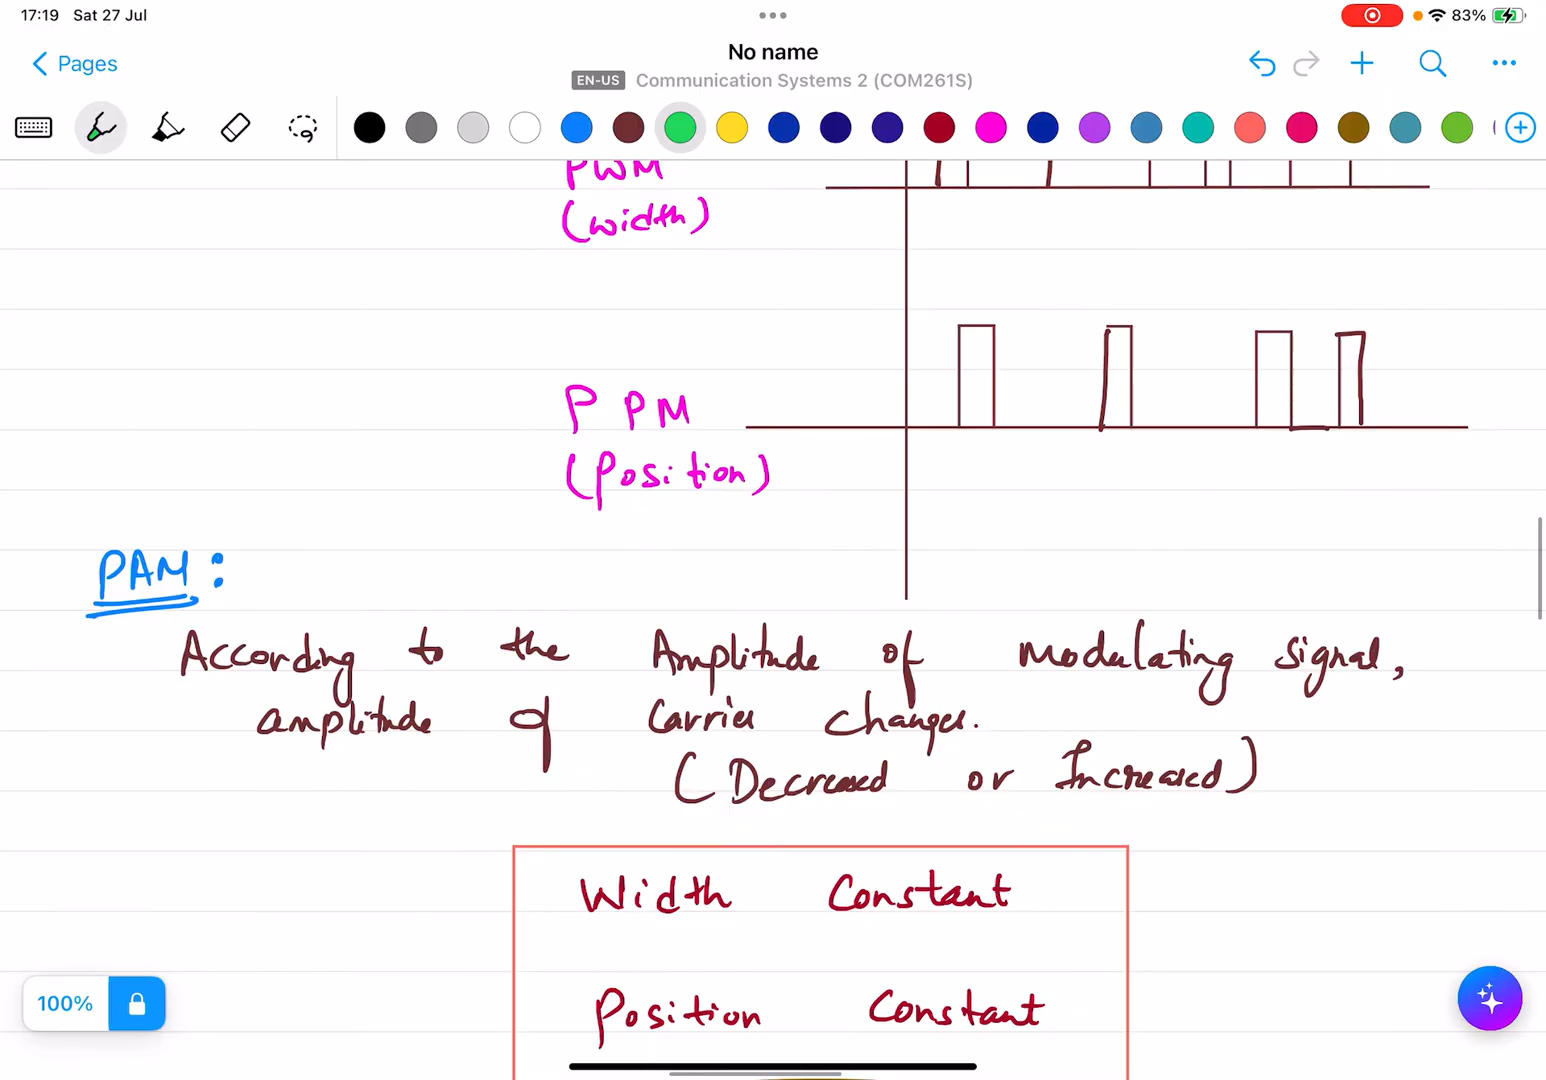 17:19 Sat 27 Jul
83%
Pages
No name
EN-US Communication Systems 2 (COM261S)
PWM
(width)
P PM
(Position)
PAM:
According to the Amplitude of modulating signal,
amplitude of Carrier changes.
(Decreased or Increased)
Width Constant
Position Constant
100%